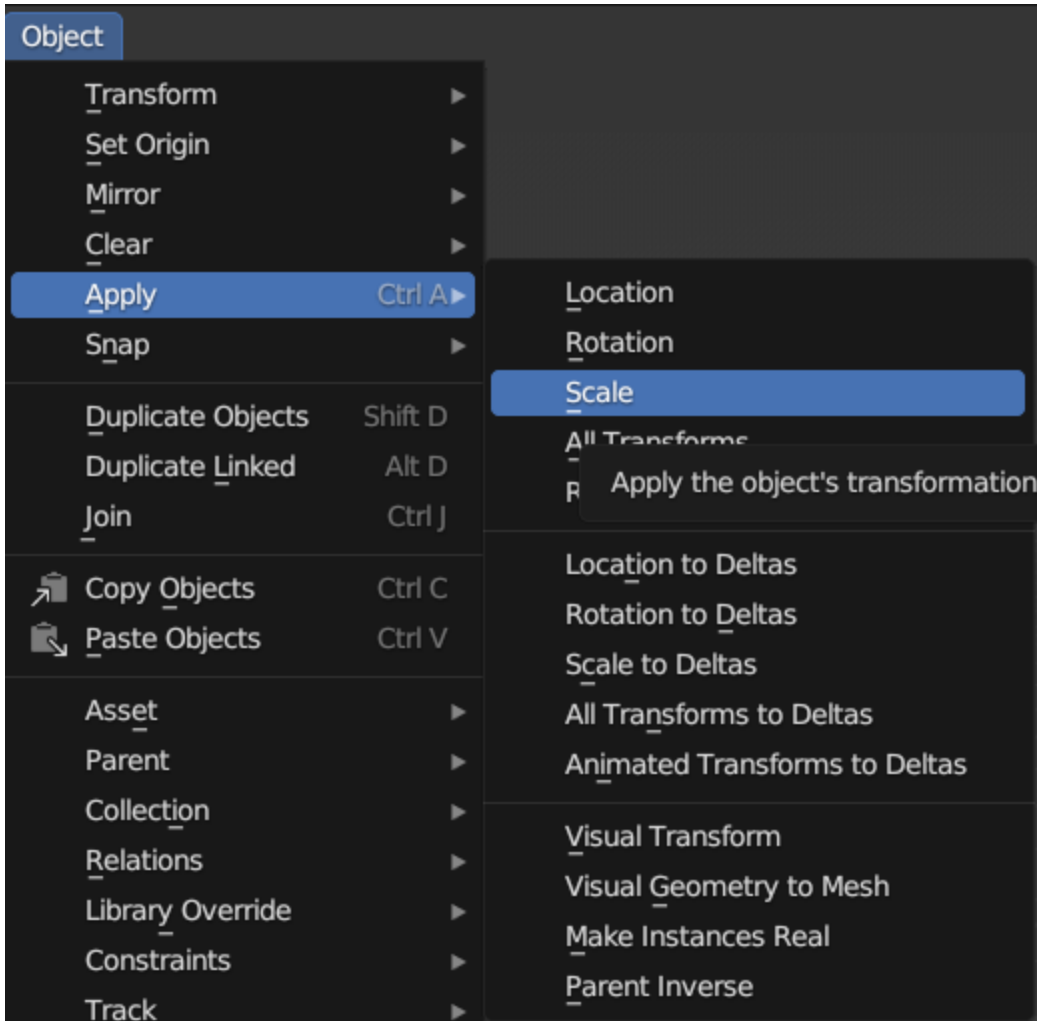 Object
Transform
Set Origin
Mirror
Clear
Apply Ctrl A
Snap
Duplicate Objects Shift D
Duplicate Linked Alt D
Join Ctrl J
Copy Objects Ctrl C
Paste Objects Ctrl V
Asset
Parent
Collection
Relations
Library Override
Constraints
Track
Location
Rotation
Scale
All Transforms
Apply the object's transformation
Location to Deltas
Rotation to Deltas
Scale to Deltas
All Transforms to Deltas
Animated Transforms to Deltas
Visual Transform
Visual Geometry to Mesh
Make Instances Real
Parent Inverse